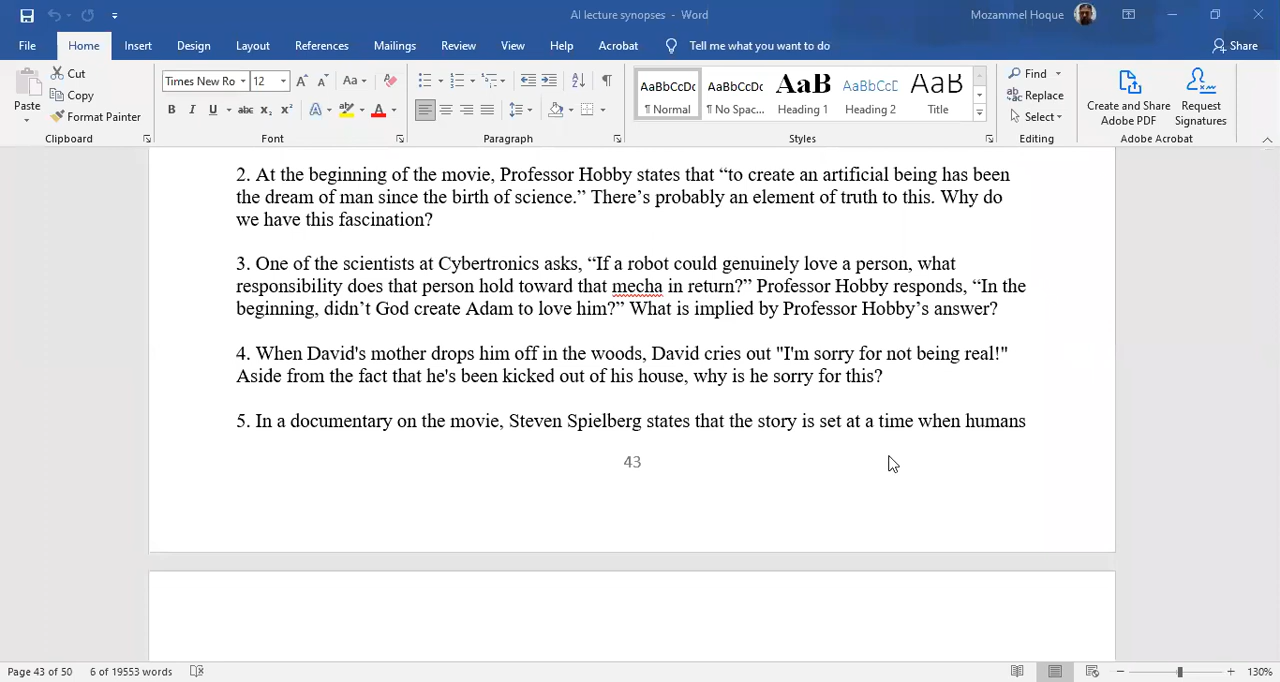 AI lecture synopses - Word
Mozammel Hoque
File Home Insert Design Layout References Mailings Review View Help Acrobat Tell me what you want to do Share
Paste
Cut
Copy
Format Painter
Clipboard
Times New Ro 12
Font
Paragraph
AaBbCcDc AaBbCcDc AaB AaBbCcC AaB
¶ Normal ¶ No Spac... Heading 1 Heading 2 Title
Styles
Find
Replace
Select
Editing
Create and Share
Adobe PDF
Request
Signatures
Adobe Acrobat
2. At the beginning of the movie, Professor Hobby states that “to create an artificial being has been
the dream of man since the birth of science.” There’s probably an element of truth to this. Why do
we have this fascination?
3. One of the scientists at Cybertronics asks, “If a robot could genuinely love a person, what
responsibility does that person hold toward that mecha in return?” Professor Hobby responds, “In the
beginning, didn’t God create Adam to love him?” What is implied by Professor Hobby’s answer?
4. When David's mother drops him off in the woods, David cries out "I'm sorry for not being real!"
Aside from the fact that he's been kicked out of his house, why is he sorry for this?
5. In a documentary on the movie, Steven Spielberg states that the story is set at a time when humans
43
Page 43 of 50 6 of 19553 words 130%